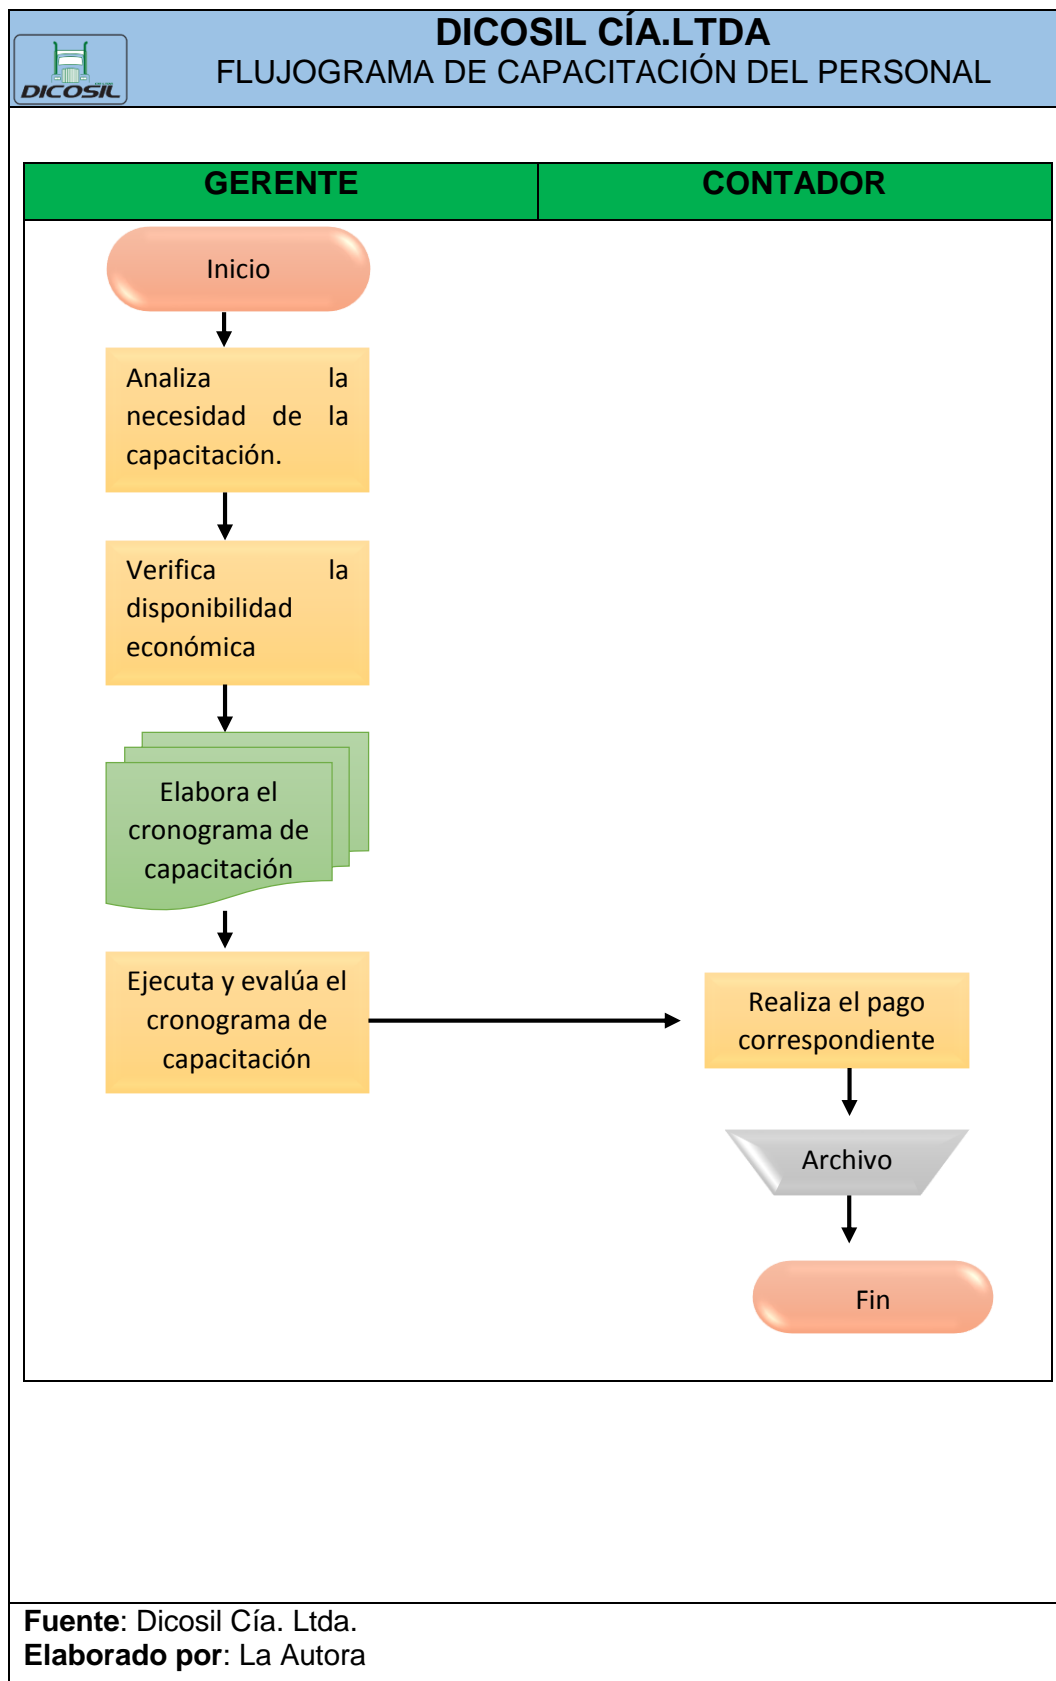 DICOSIL CÍA.LTDA
FLUJOGRAMA DE CAPACITACIÓN DEL PERSONAL
DICOSIL
GERENTE
CONTADOR
Inicio
Analiza la
necesidad de la
capacitación.
Verifica la
disponibilidad
económica
Elabora el
cronograma de
capacitación
Ejecuta y evalúa el
cronograma de
capacitación
Realiza el pago
correspondiente
Archivo
Fin
Fuente: Dicosil Cía. Ltda.
Elaborado por: La Autora